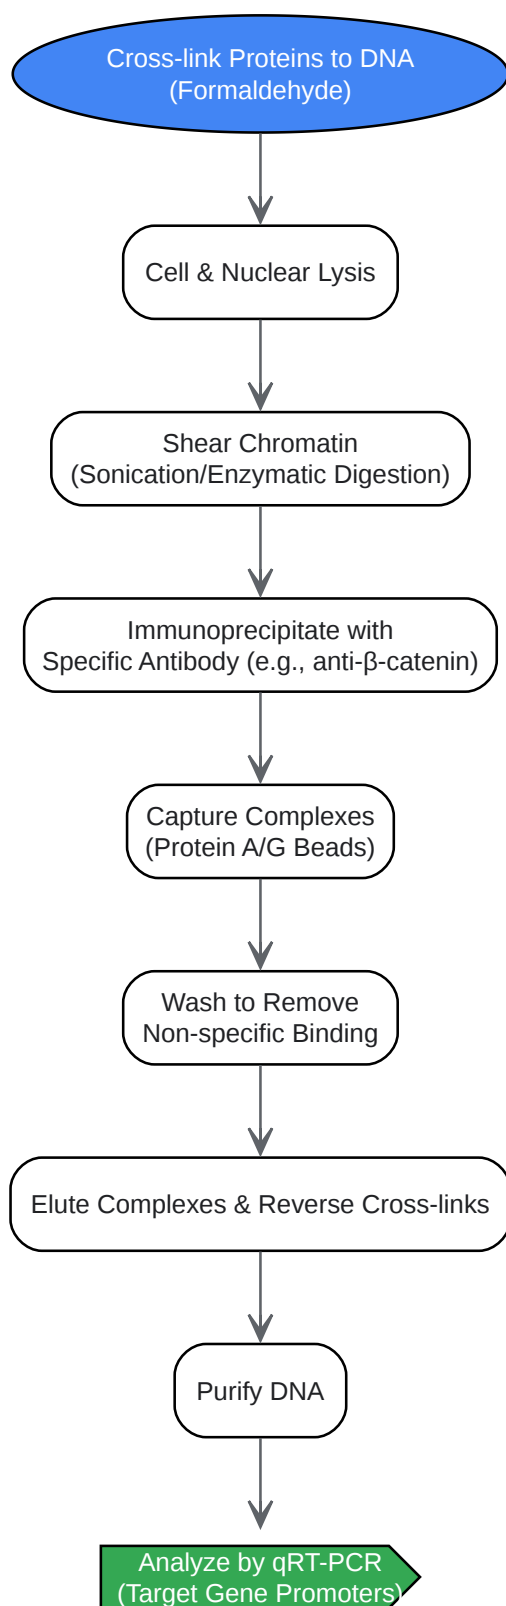 Cross-link Proteins to DNA
(Formaldehyde)
Cell & Nuclear Lysis
Shear Chromatin
(Sonication/Enzymatic Digestion)
Immunoprecipitate with
Specific Antibody (e.g., anti-β-catenin)
Capture Complexes
(Protein A/G Beads)
Wash to Remove
Non-specific Binding
Elute Complexes & Reverse Cross-links
Purify DNA
Analyze by qRT-PCR
(Target Gene Promoters)